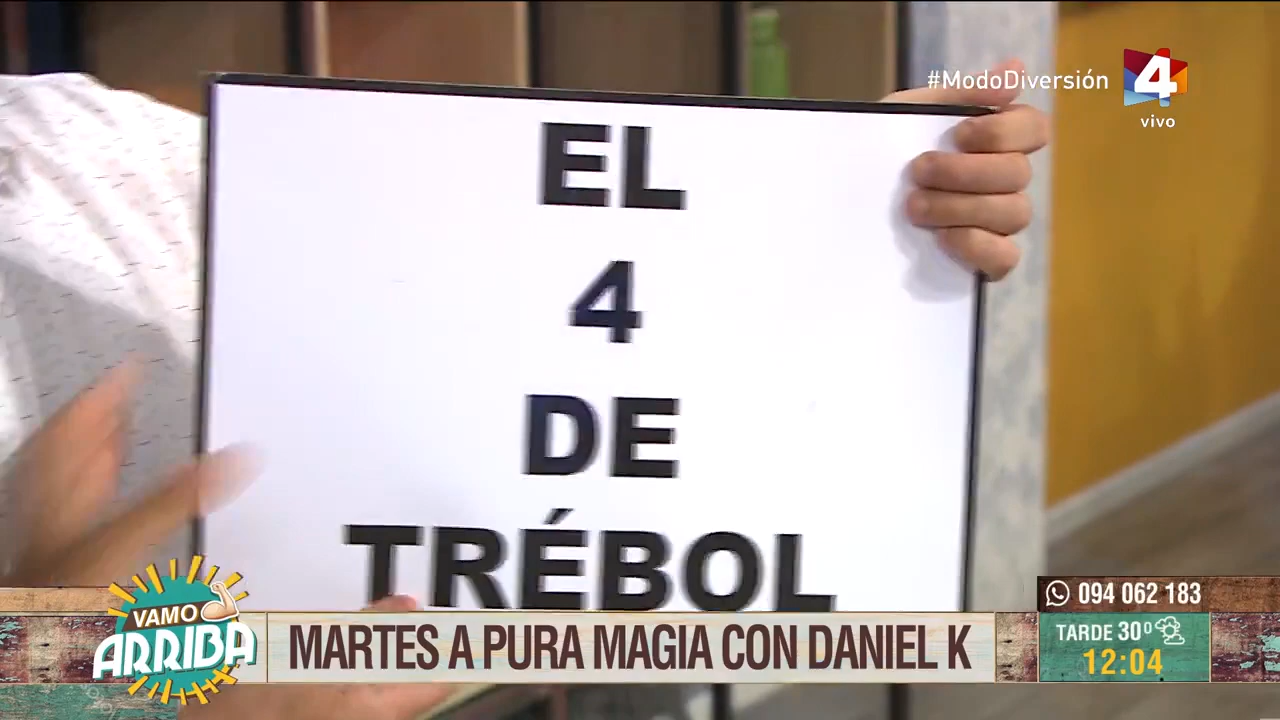 #ModoDiversión
4
vivo
EL
4
DE
TRÉBOL
VAMO
ARRIBA
MARTES A PURA MAGIA CON DANIEL K
094 062 183
TARDE 30º
12:04